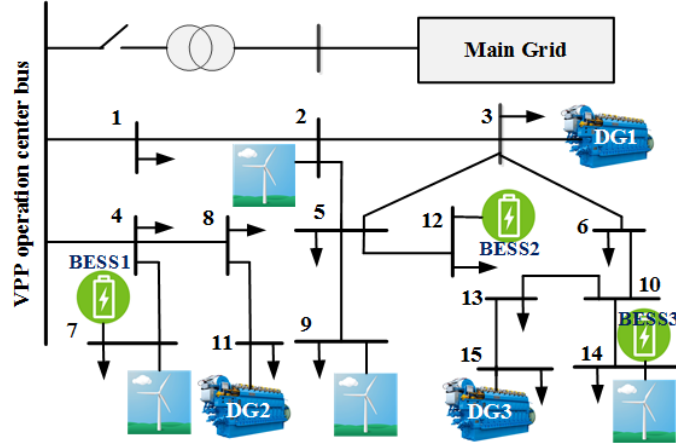 Main Grid
VPP operation center bus
1
2
3
DG1
4
8
5
12
6
BESS1
BESS2
7
11
9
13
10
BESS3
15
14
DG2
DG3